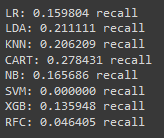 LR: 0.159804 recall
LDA: 0.211111 recall
KNN: 0.206209 recall
CART: 0.278431 recall
NB: 0.165686 recall
SVM: 0.000000 recall
XGB: 0.135948 recall
RFC: 0.046405 recall